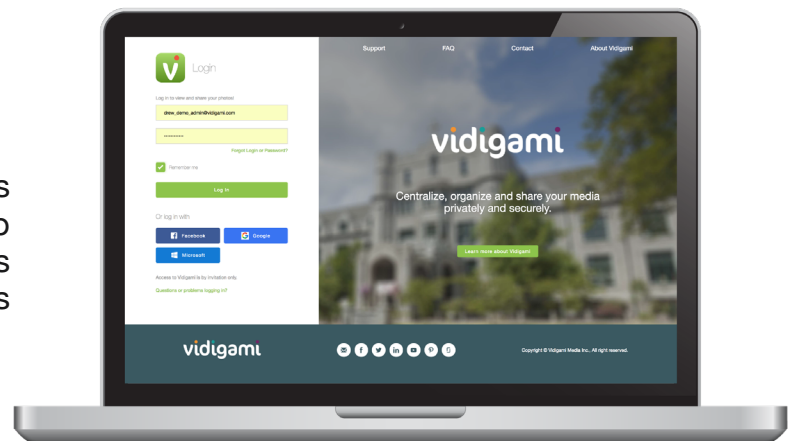 s
o
s
s
Login
Log in to view and share your photos!
drew_demo_admin@vidigami.com
Forgot Login or Password?
Remember me
Log in
Or log in with
Facebook
Google
Microsoft
Access to Vidigami is by invitation only.
Questions or problems logging in?
Support FAQ Contact About Vidigami
vidigami
Centralize, organize and share your media
privately and securely.
Learn more about Vidigami
vidigami
Copyright © Vidigami Media Inc., All right reserved.